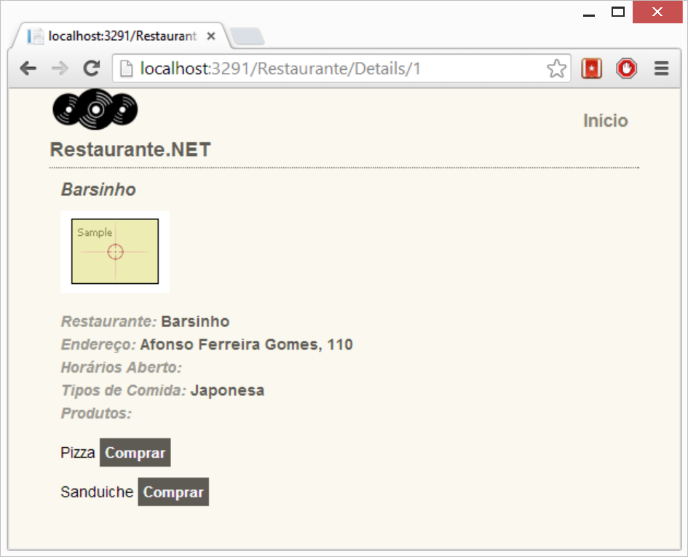 localhost:3291/Restaurant
localhost:3291/Restaurante/Details/1
Início
Restaurante.NET
Barsinho
Sample
Restaurante: Barsinho
Endereço: Afonso Ferreira Gomes, 110
Horários Aberto:
Tipos de Comida: Japonesa
Produtos:
Pizza Comprar
Sanduiche Comprar